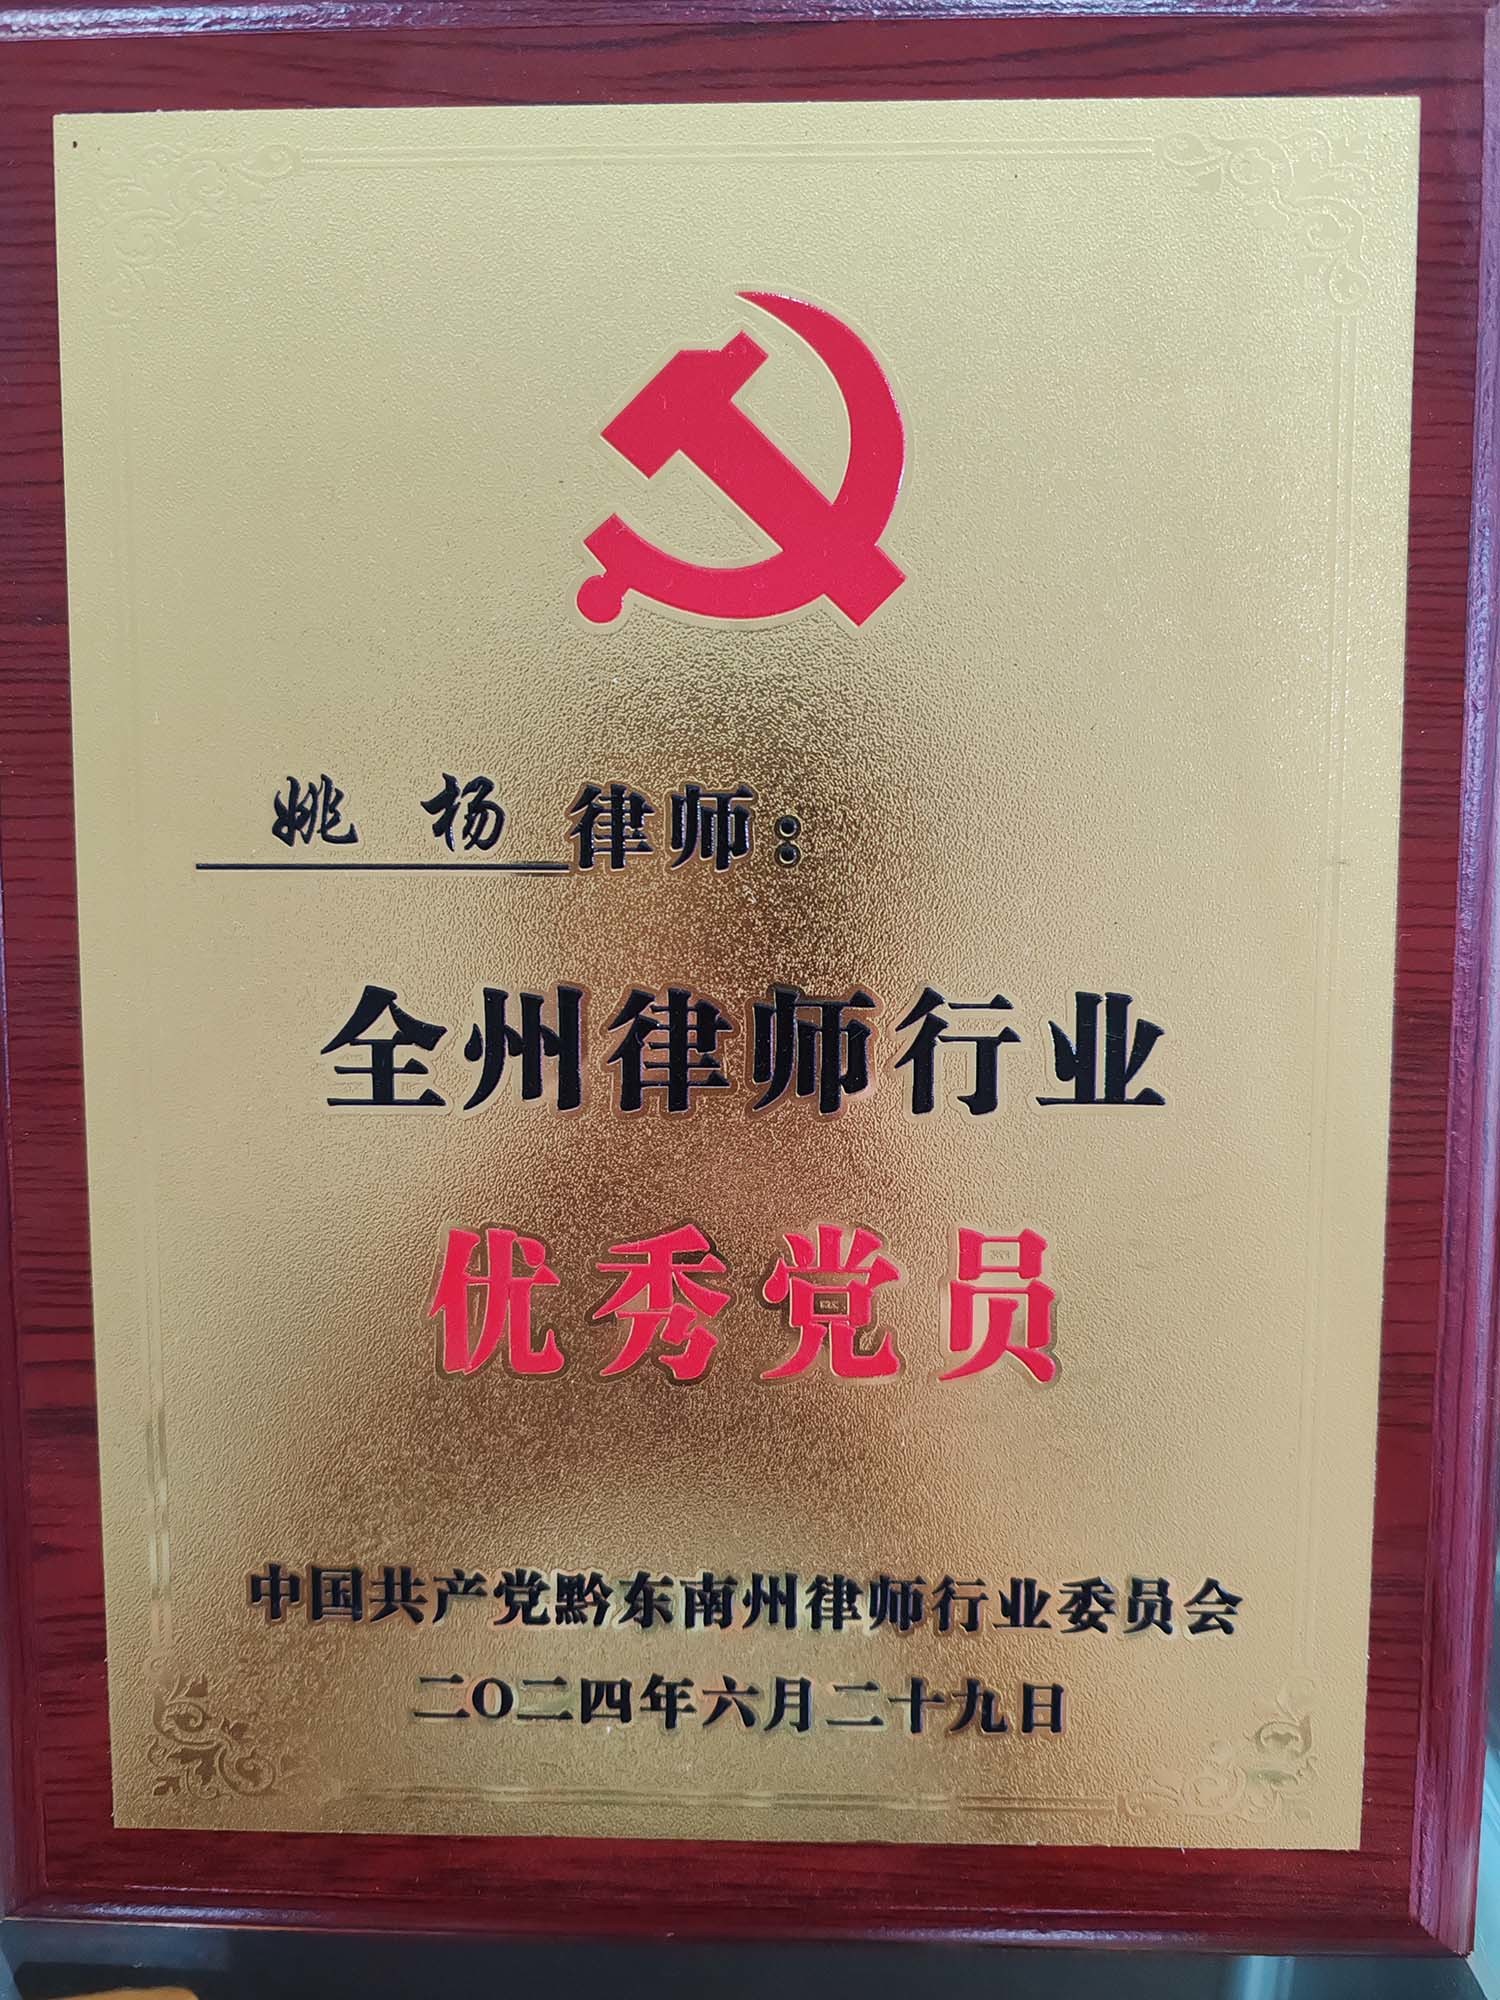 姚杨律师：
全州律师行业
优秀党员
中国共产党黔东南州律师行业委员会
二〇二四年六月二十九日